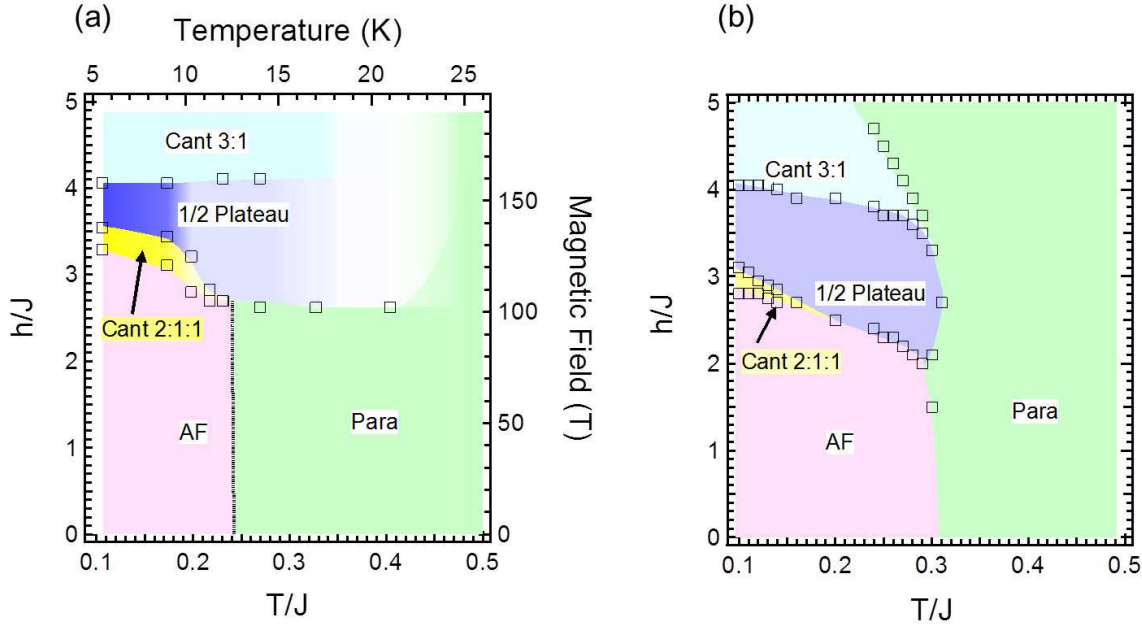 (a)
Temperature (K)
5 10 15 20 25
5
4
3
2
1
0
h/J
Cant 3:1
1/2 Plateau
Cant 2:1:1
AF
Para
150
100
50
0
Magnetic Field (T)
0.1 0.2 0.3 0.4 0.5
T/J
(b)
5
4
3
2
1
0
h/J
Cant 3:1
1/2 Plateau
Cant 2:1:1
AF
Para
0.1 0.2 0.3 0.4 0.5
T/J